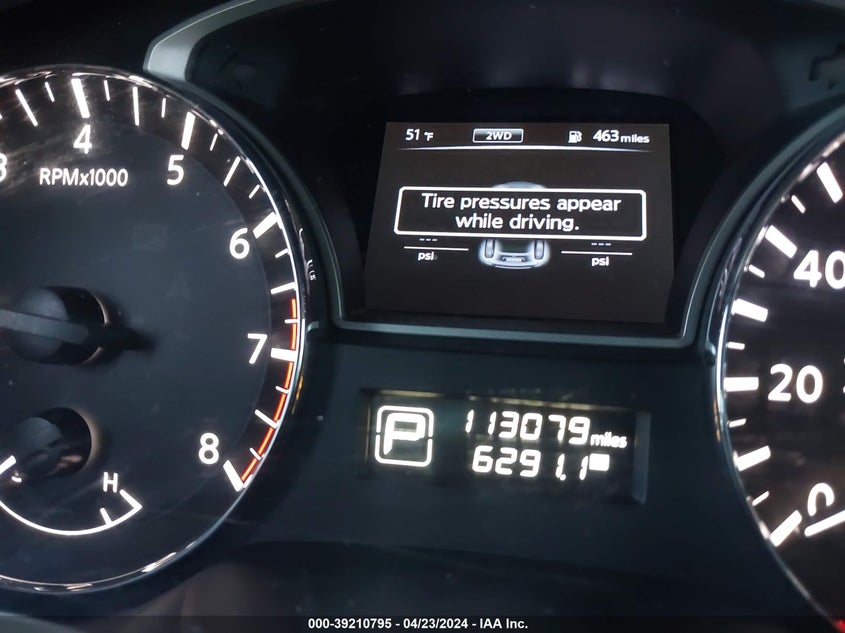 51 °F 2WD 463 miles
Tire pressures appear
while driving.
--- ---
psi psi
4
5
RPMx1000
6
7
8
H
40
20
0
P 113079 miles
6291.1
000-39210795 - 04/23/2024 - IAA Inc.